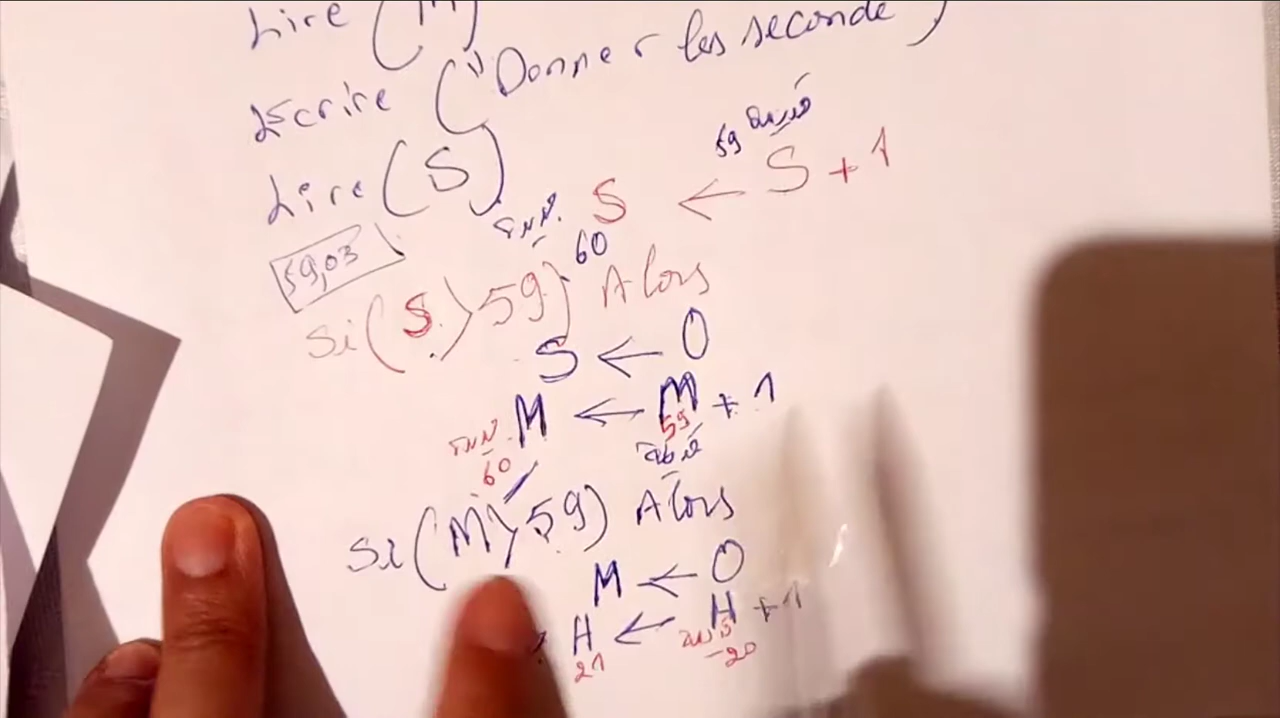 Lire (M)
Ecrire ("Donner les seconde")
Lire (S)
59
S ← S + 1
60
59,03
Si (S > 59) Alors
S ← 0
M ← M + 1
59
60
Si (M > 59) Alors
M ← 0
H ← H + 1
21
20